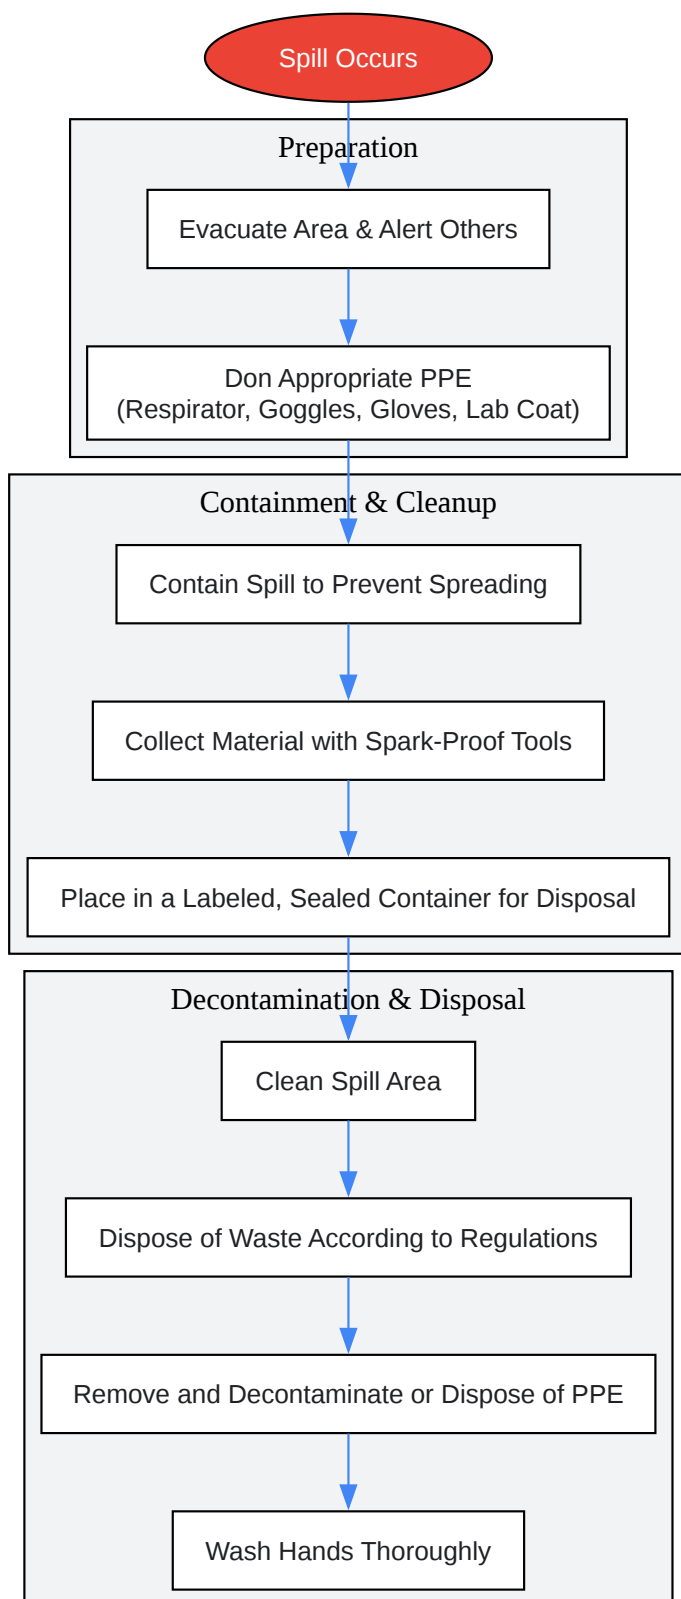 Spill Occurs
Preparation
Evacuate Area & Alert Others
Don Appropriate PPE
(Respirator, Goggles, Gloves, Lab Coat)
Containment & Cleanup
Contain Spill to Prevent Spreading
Collect Material with Spark-Proof Tools
Place in a Labeled, Sealed Container for Disposal
Decontamination & Disposal
Clean Spill Area
Dispose of Waste According to Regulations
Remove and Decontaminate or Dispose of PPE
Wash Hands Thoroughly